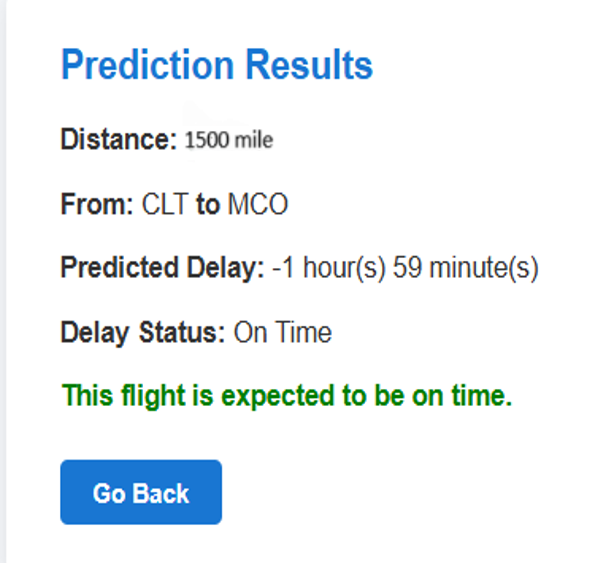 Prediction Results
Distance: 1500 mile
From: CLT to MCO
Predicted Delay: -1 hour(s) 59 minute(s)
Delay Status: On Time
This flight is expected to be on time.
Go Back